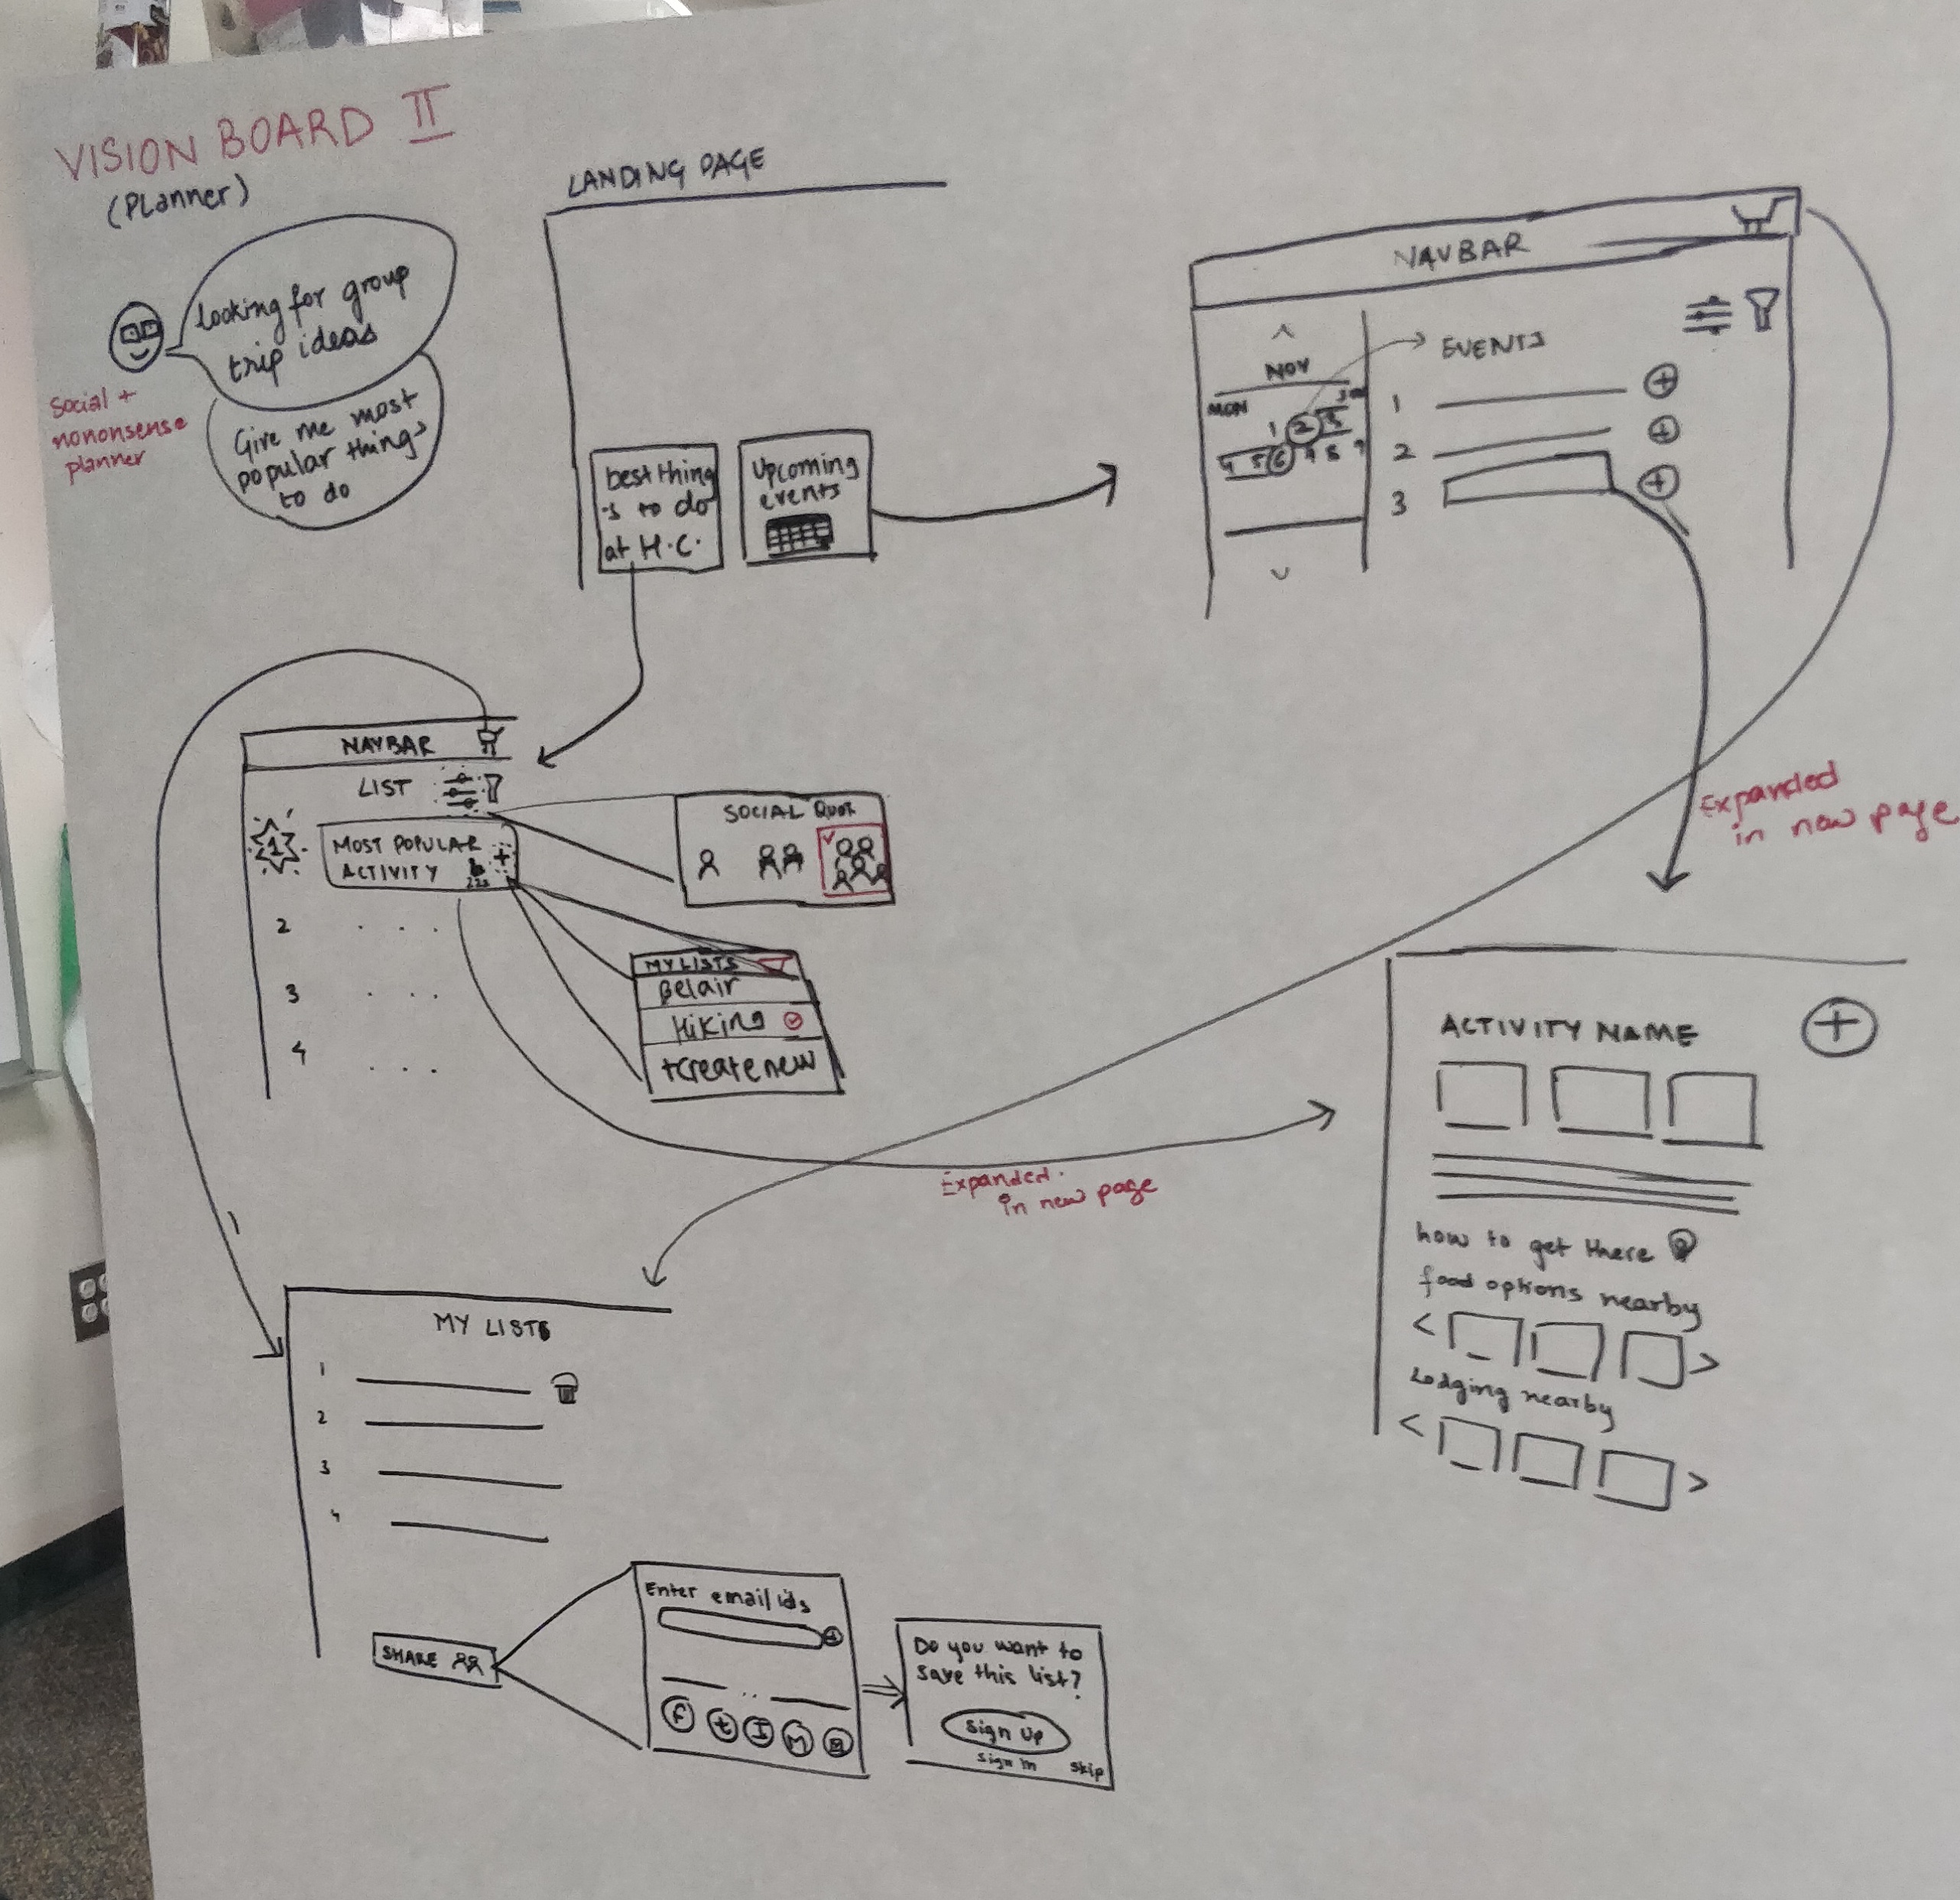 VISION BOARD II
(Planner)
looking for group
trip ideas
Give me most
popular things
to do
Social +
nononsense
planner
LANDING PAGE
best thing
-s to do
at H.C.
Upcoming
events
NAVBAR
NOV
MON
1 2 3
4 5 6 7 8 9
EVENTS
1
2
3
Expanded
in new page
NAVBAR
LIST
1
MOST POPULAR +
ACTIVITY
2 . . .
3 . . .
4 . . .
SOCIAL
MY LISTS
Belair
Hiking
+create new
Expanded
in new page
ACTIVITY NAME +
how to get there
food options nearby
< >
Lodging nearby
< >
MY LISTS
1
2
3
4
SHARE
Enter email ids
+
f t I M
Do you want to
save this list?
Sign Up
Sign in
Skip